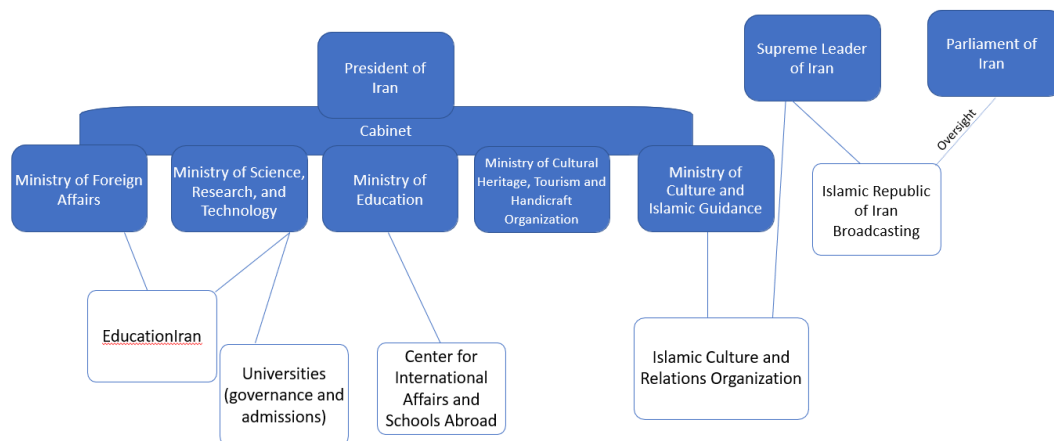 President of
Iran
Supreme Leader
of Iran
Parliament of
Iran
Cabinet
Oversight
Ministry of Foreign
Affairs
Ministry of Science,
Research, and
Technology
Ministry of
Education
Ministry of Cultural
Heritage, Tourism and
Handicraft
Organization
Ministry of
Culture and
Islamic Guidance
Islamic Republic
of Iran
Broadcasting
EducationIran
Universities
(governance and
admissions)
Center for
International
Affairs and
Schools Abroad
Islamic Culture and
Relations Organization